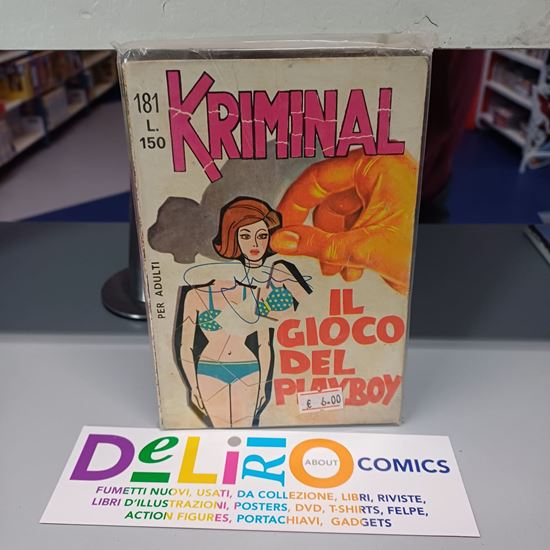 181
L.
150
KRIMINAL
PER ADULTI
IL
GIOCO
DEL
PLAYBOY
€ 6.00
DeLiRiO
ABOUT
COMICS
FUMETTI NUOVI, USATI, DA COLLEZIONE, LIBRI, RIVISTE,
LIBRI D'ILLUSTRAZIONI, POSTERS, DVD, T-SHIRTS, FELPE,
ACTION FIGURES, PORTACHIAVI, GADGETS